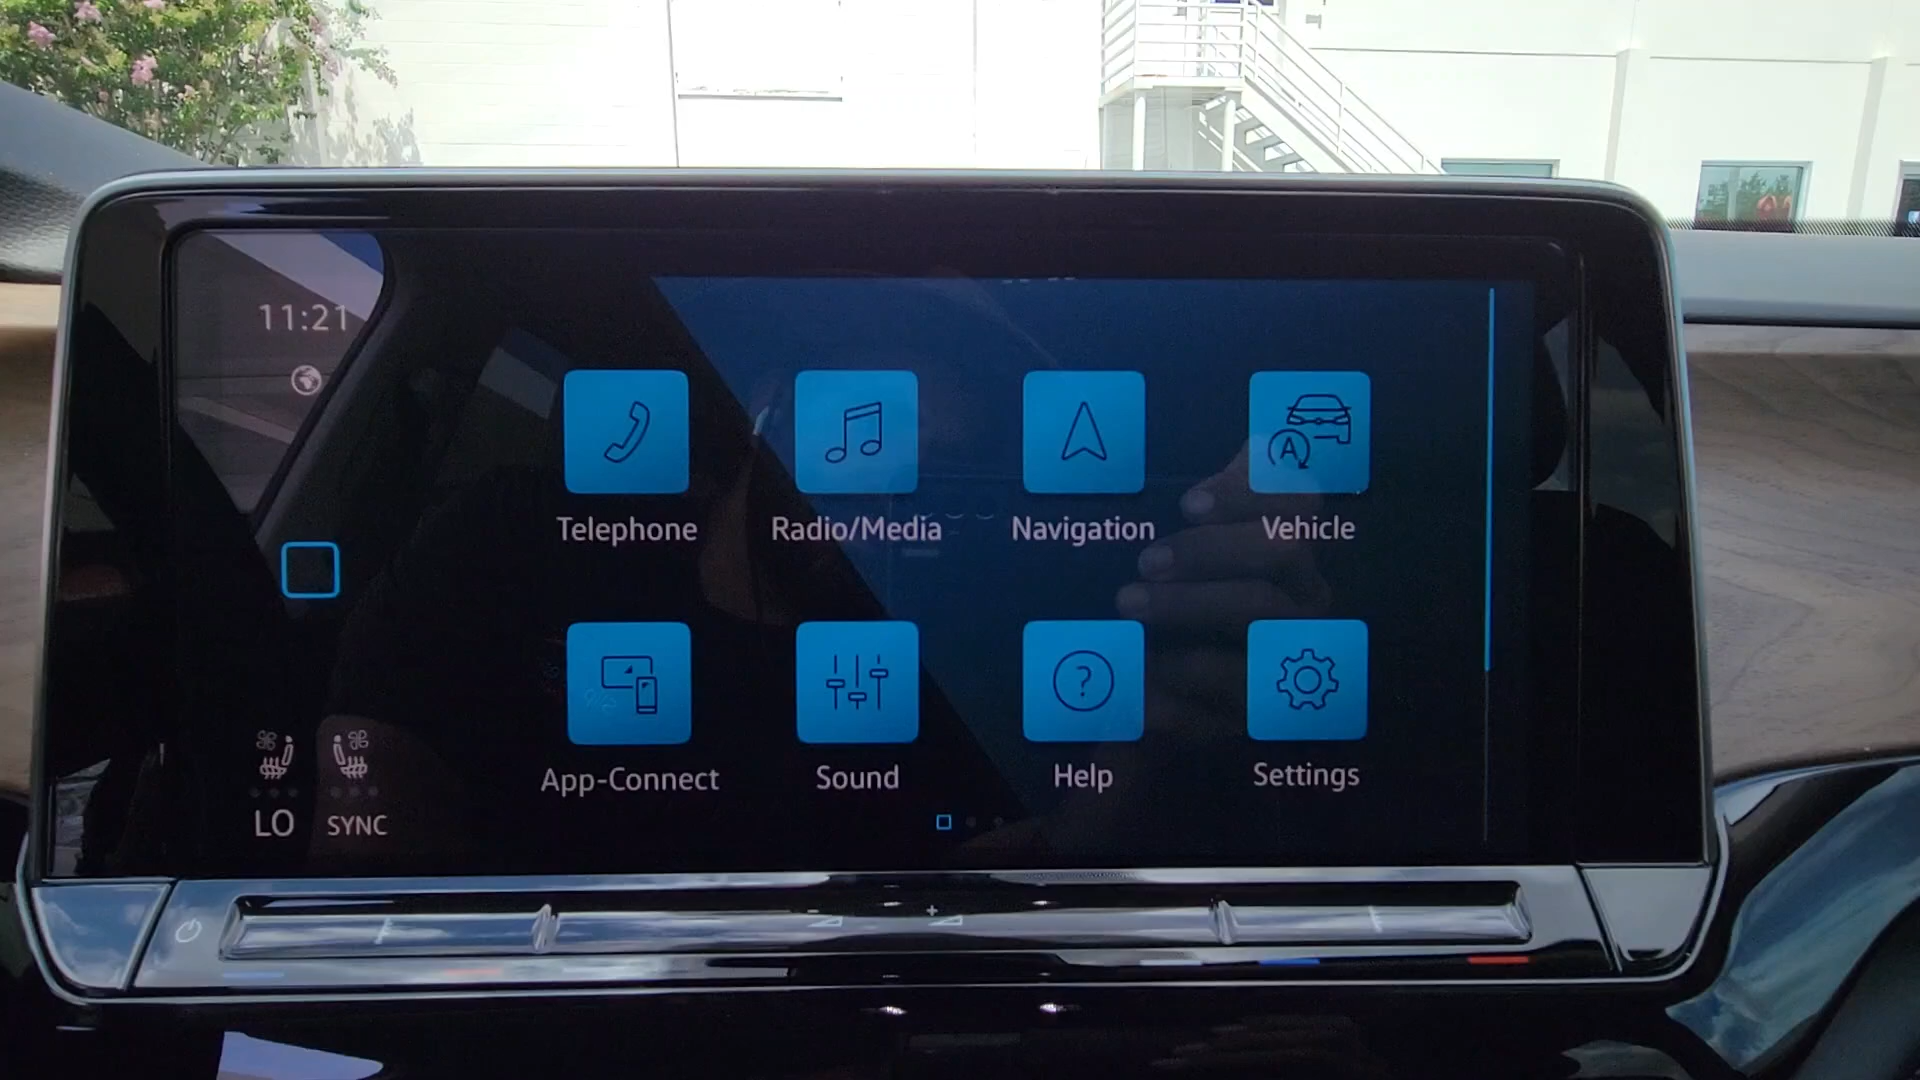 11:21
Telephone
Radio/Media
Navigation
A
Vehicle
?
App-Connect
Sound
Help
Settings
LO
SYNC
- +